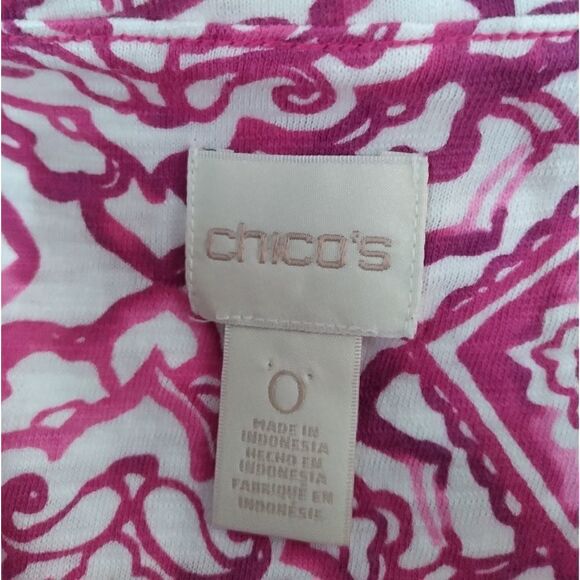 chico's
0
MADE IN
INDONESIA
HECHO EN
INDONESIA
FABRIQUÉ EN
INDONÉSIE